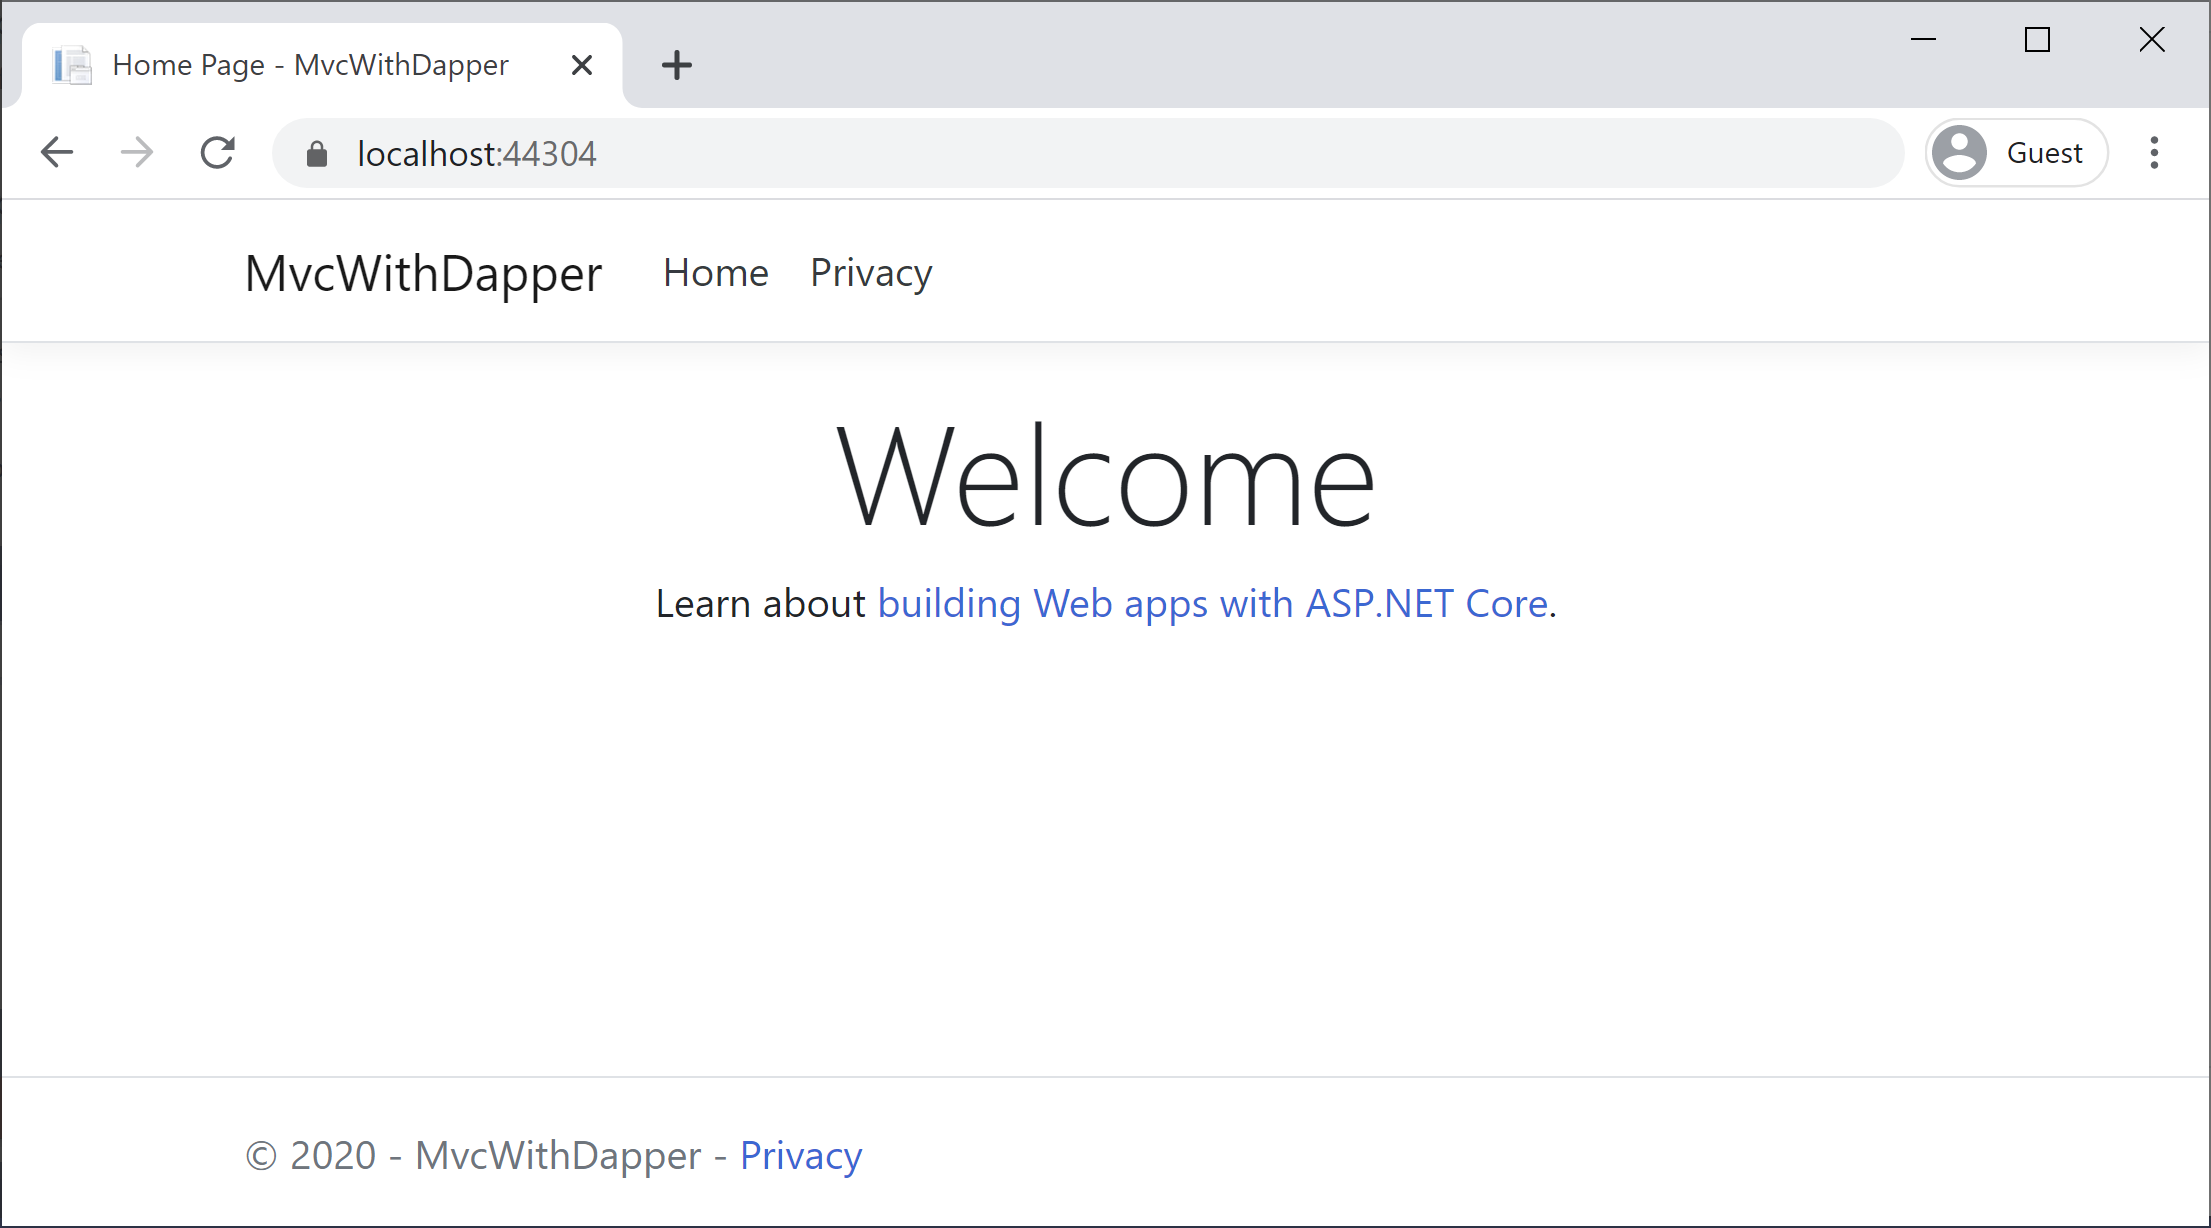 Home Page - MvcWithDapper
localhost:44304
Guest
MvcWithDapper Home Privacy
Welcome
Learn about building Web apps with ASP.NET Core.
© 2020 - MvcWithDapper - Privacy